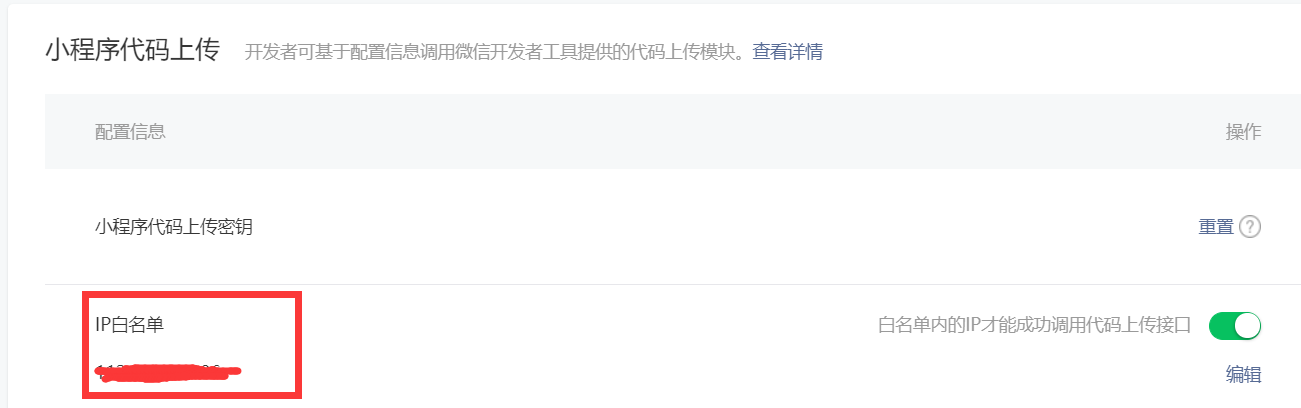 小程序代码上传 开发者可基于配置信息调用微信开发者工具提供的代码上传模块。查看详情
配置信息 操作
小程序代码上传密钥 重置 ?
IP白名单 白名单内的IP才能成功调用代码上传接口
编辑